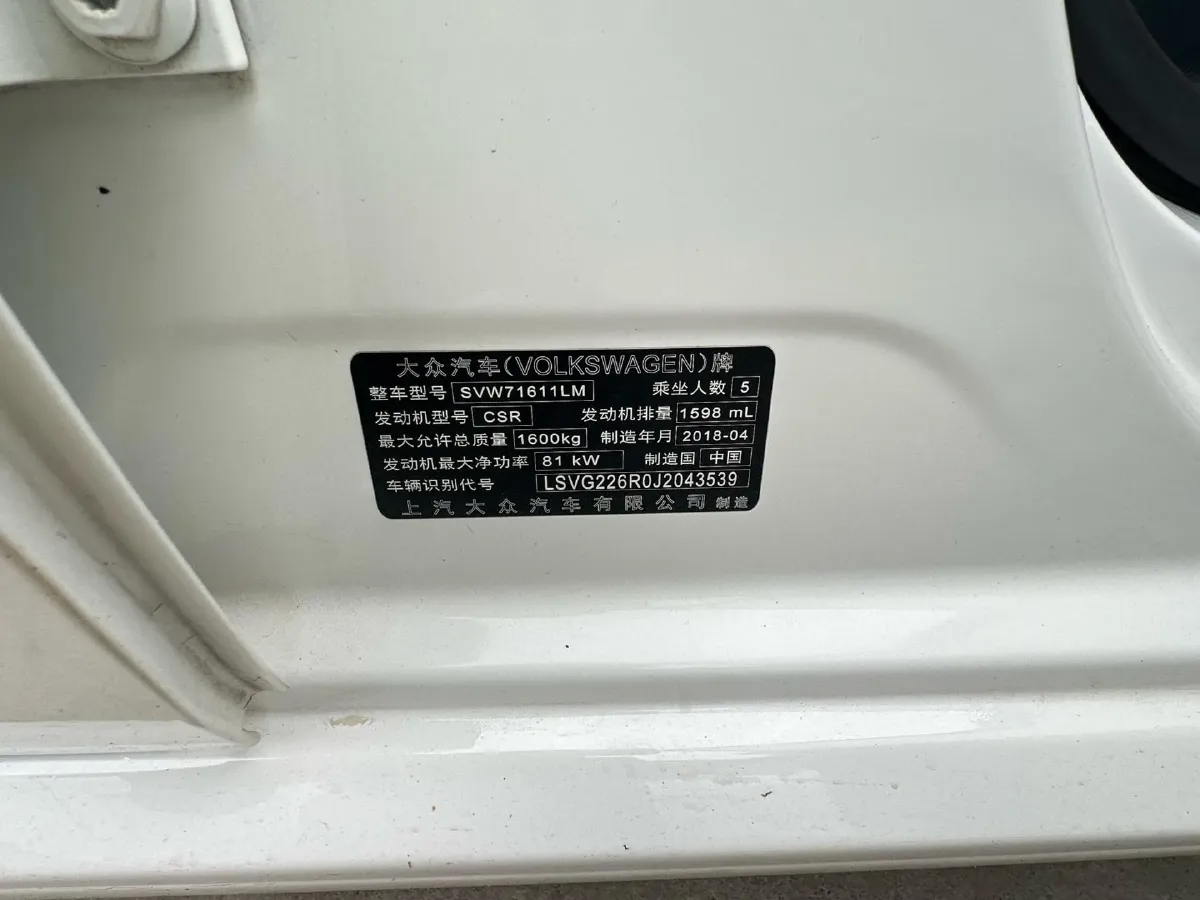 大众汽车(VOLKSWAGEN)牌
整车型号 SVW71611LM 乘坐人数 5
发动机型号 CSR 发动机排量 1598 mL
最大允许总质量 1600kg 制造年月 2018-04
发动机最大净功率 81 kW 制造国 中国
车辆识别代号 LSVG226R0J2043539
上汽大众汽车有限公司 制造